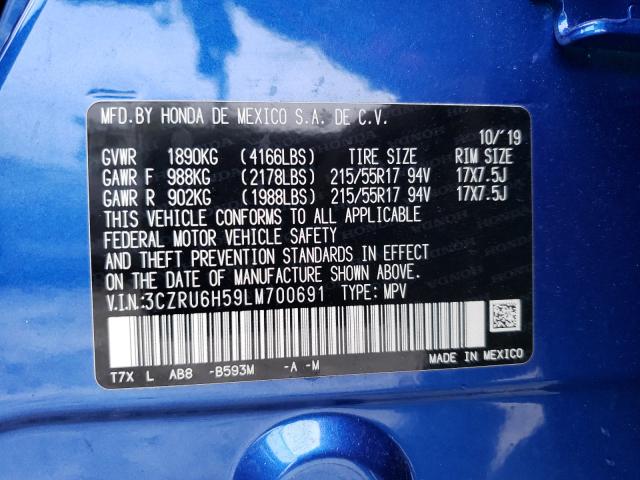 MFD.BY HONDA DE MEXICO S.A. DE C.V.
10/'19
GVWR 1890KG (4166LBS) TIRE SIZE RIM SIZE
GAWR F 988KG (2178LBS) 215/55R17 94V 17X7.5J
GAWR R 902KG (1988LBS) 215/55R17 94V 17X7.5J
THIS VEHICLE CONFORMS TO ALL APPLICABLE
FEDERAL MOTOR VEHICLE SAFETY
AND THEFT PREVENTION STANDARDS IN EFFECT
ON THE DATE OF MANUFACTURE SHOWN ABOVE.
V.I.N.:3CZRU6H59LM700691 TYPE: MPV
MADE IN MEXICO
T7X L AB8 -B593M -A -M